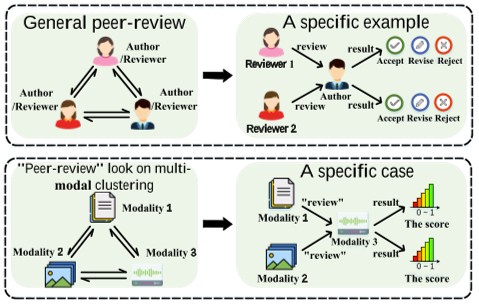 General peer-review
Author
/Reviewer
Author
/Reviewer
Author
/Reviewer
A specific example
Reviewer 1
review
result
Accept Revise Reject
Author
review
result
Reviewer 2
Accept Revise Reject
"Peer-review" look on multi-
modal clustering
Modality 1
Modality 2
Modality 3
A specific case
"review"
result
Modality 1
0 - 1
The score
Modality 3
"review"
result
Modality 2
0 - 1
The score